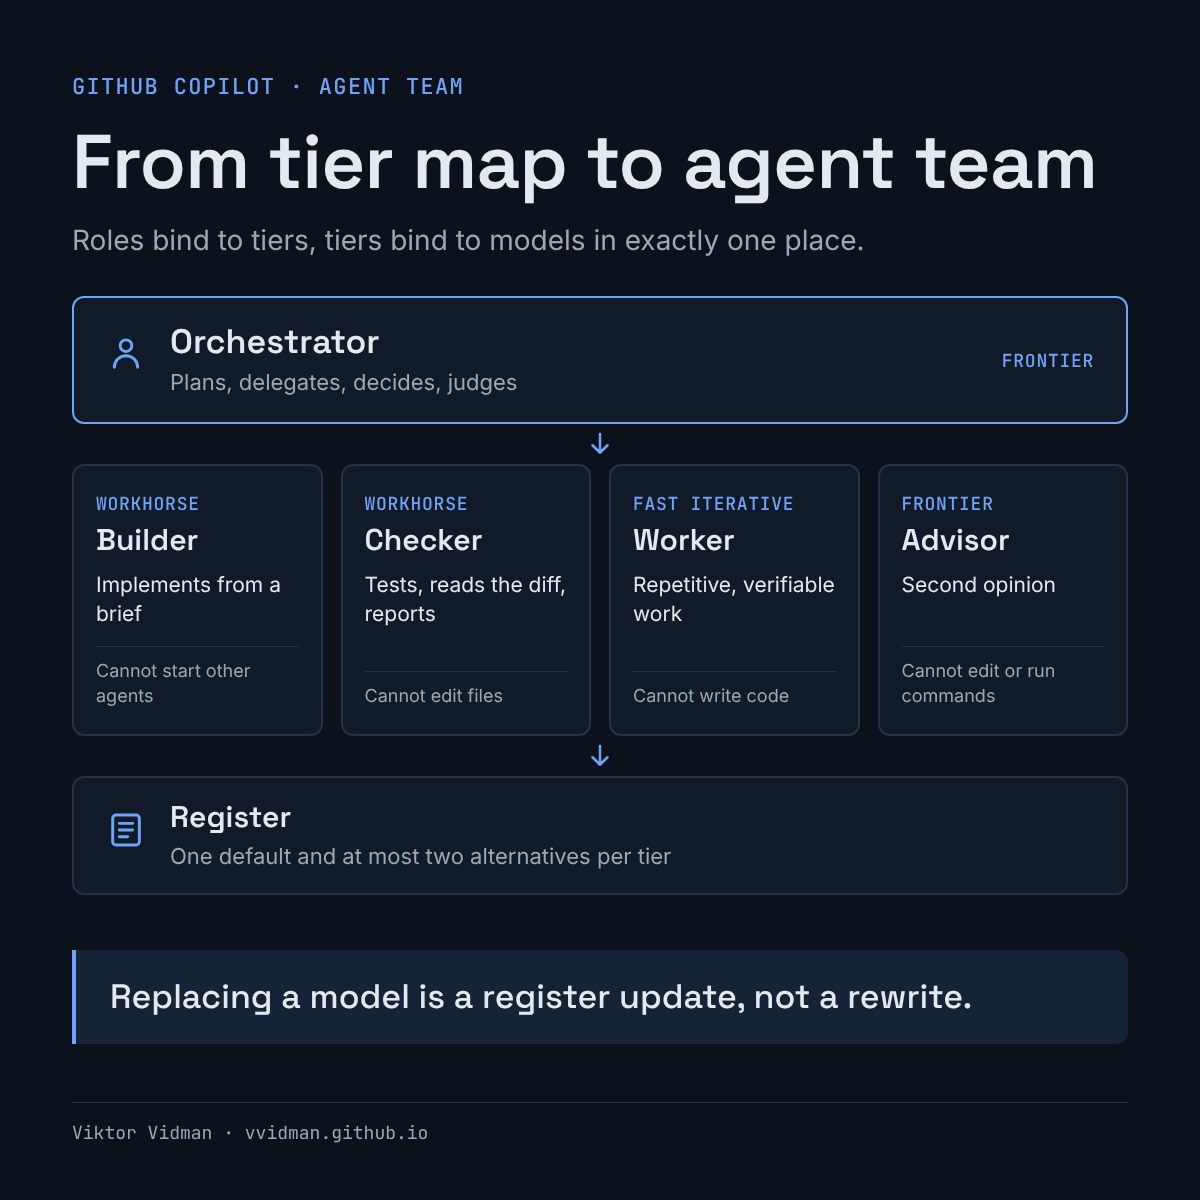 GITHUB COPILOT · AGENT TEAM
From tier map to agent team
Roles bind to tiers, tiers bind to models in exactly one place.
Orchestrator
Plans, delegates, decides, judges
FRONTIER
WORKHORSE
Builder
Implements from a
brief
Cannot start other
agents
WORKHORSE
Checker
Tests, reads the diff,
reports
Cannot edit files
FAST ITERATIVE
Worker
Repetitive, verifiable
work
Cannot write code
FRONTIER
Advisor
Second opinion
Cannot edit or run
commands
Register
One default and at most two alternatives per tier
Replacing a model is a register update, not a rewrite.
Viktor Vidman · vvidman.github.io